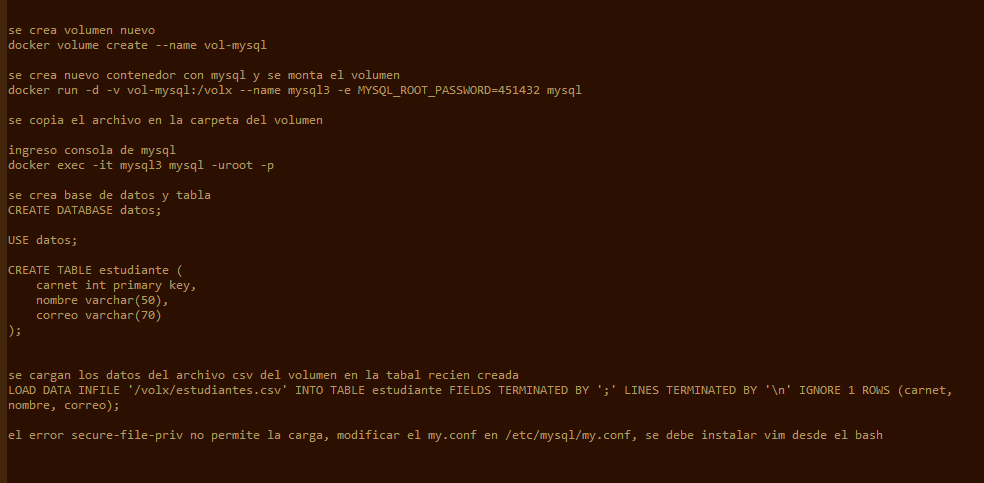 se crea volumen nuevo
docker volume create --name vol-mysql
se crea nuevo contenedor con mysql y se monta el volumen
docker run -d -v vol-mysql:/volx --name mysql3 -e MYSQL_ROOT_PASSWORD=451432 mysql
se copia el archivo en la carpeta del volumen
ingreso consola de mysql
docker exec -it mysql3 mysql -uroot -p
se crea base de datos y tabla
CREATE DATABASE datos;
USE datos;
CREATE TABLE estudiante (
    carnet int primary key,
    nombre varchar(50),
    correo varchar(70)
);
se cargan los datos del archivo csv del volumen en la tabal recien creada
LOAD DATA INFILE '/volx/estudiantes.csv' INTO TABLE estudiante FIELDS TERMINATED BY ';' LINES TERMINATED BY '\n' IGNORE 1 ROWS (carnet,
nombre, correo);
el error secure-file-priv no permite la carga, modificar el my.conf en /etc/mysql/my.conf, se debe instalar vim desde el bash